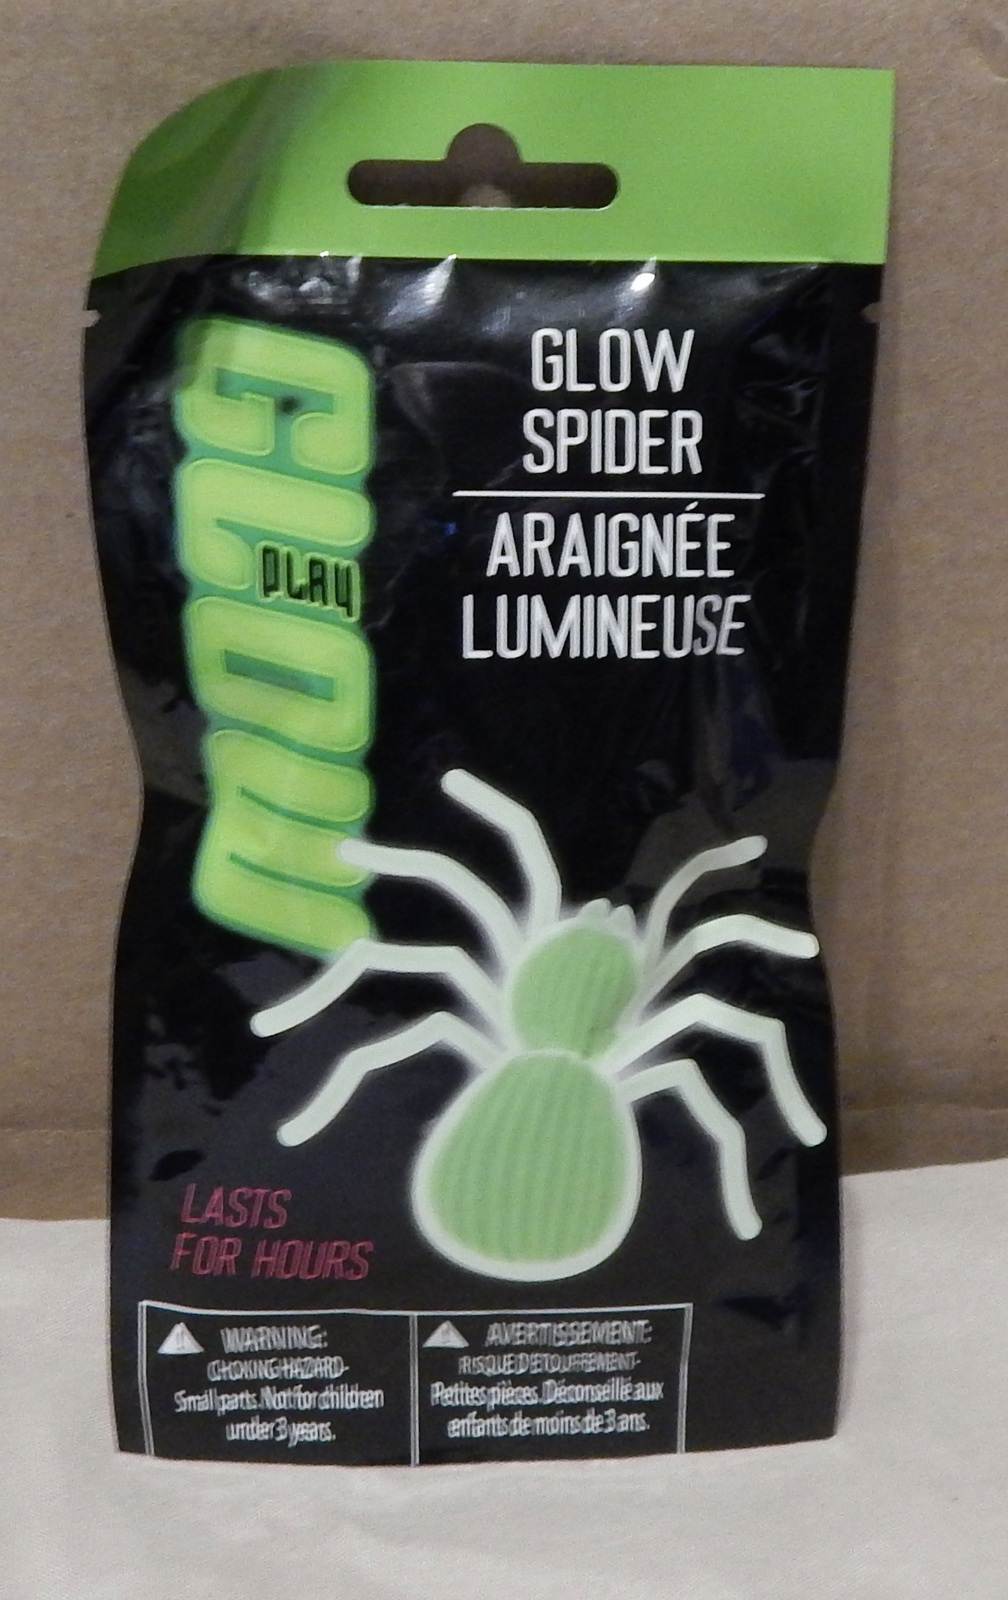 GLOW
PLAY
GLOW
SPIDER
ARAIGNÉE
LUMINEUSE
LASTS
FOR HOURS
WARNING:
CHOKING HAZARD-
Small parts. Not for children
under 3 years.
AVERTISSEMENT:
RISQUE D'ÉTOUFFEMENT-
Petites pièces. Déconseillé aux
enfants de moins de 3 ans.